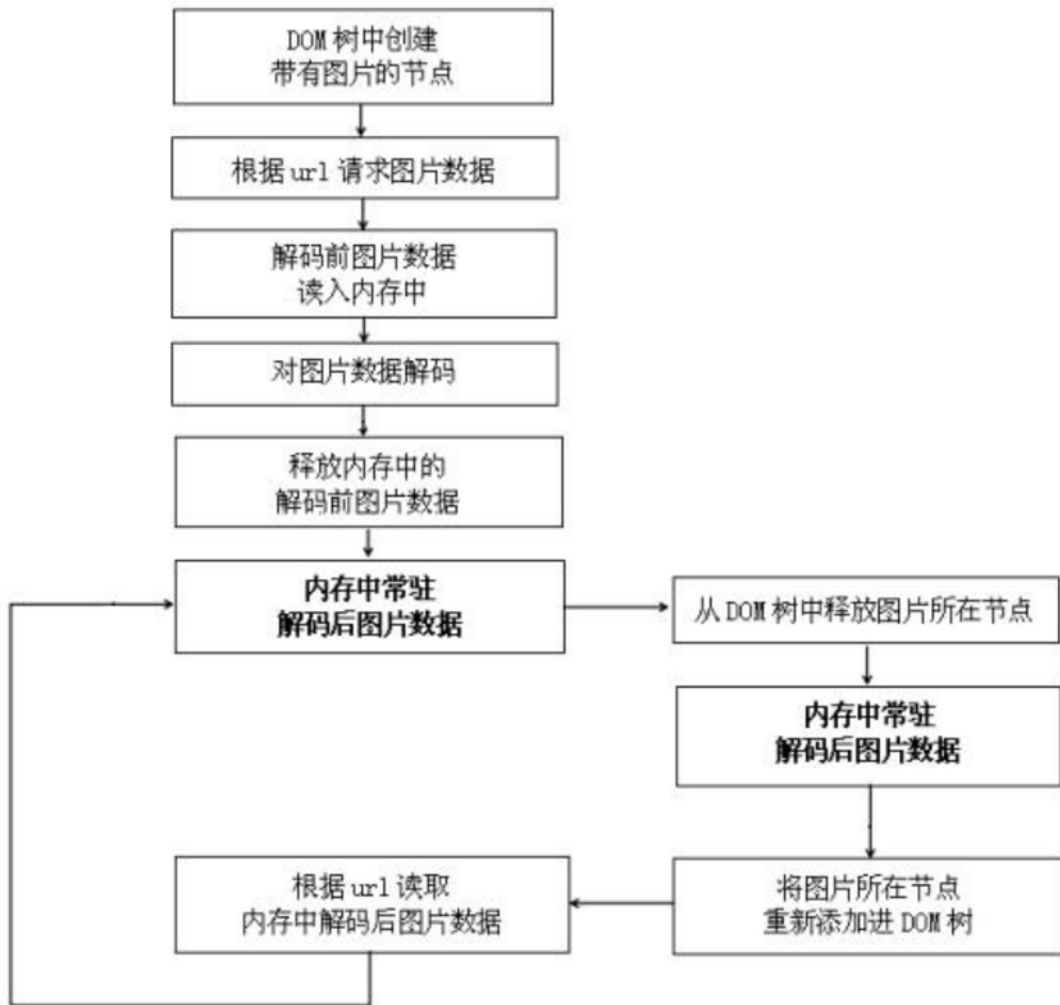 DOM 树中创建
带有图片的节点
根据 url 请求图片数据
解码前图片数据
读入内存中
对图片数据解码
释放内存中的
解码前图片数据
内存中常驻
解码后图片数据
从 DOM 树中释放图片所在节点
内存中常驻
解码后图片数据
将图片所在节点
重新添加进 DOM 树
根据 url 读取
内存中解码后图片数据